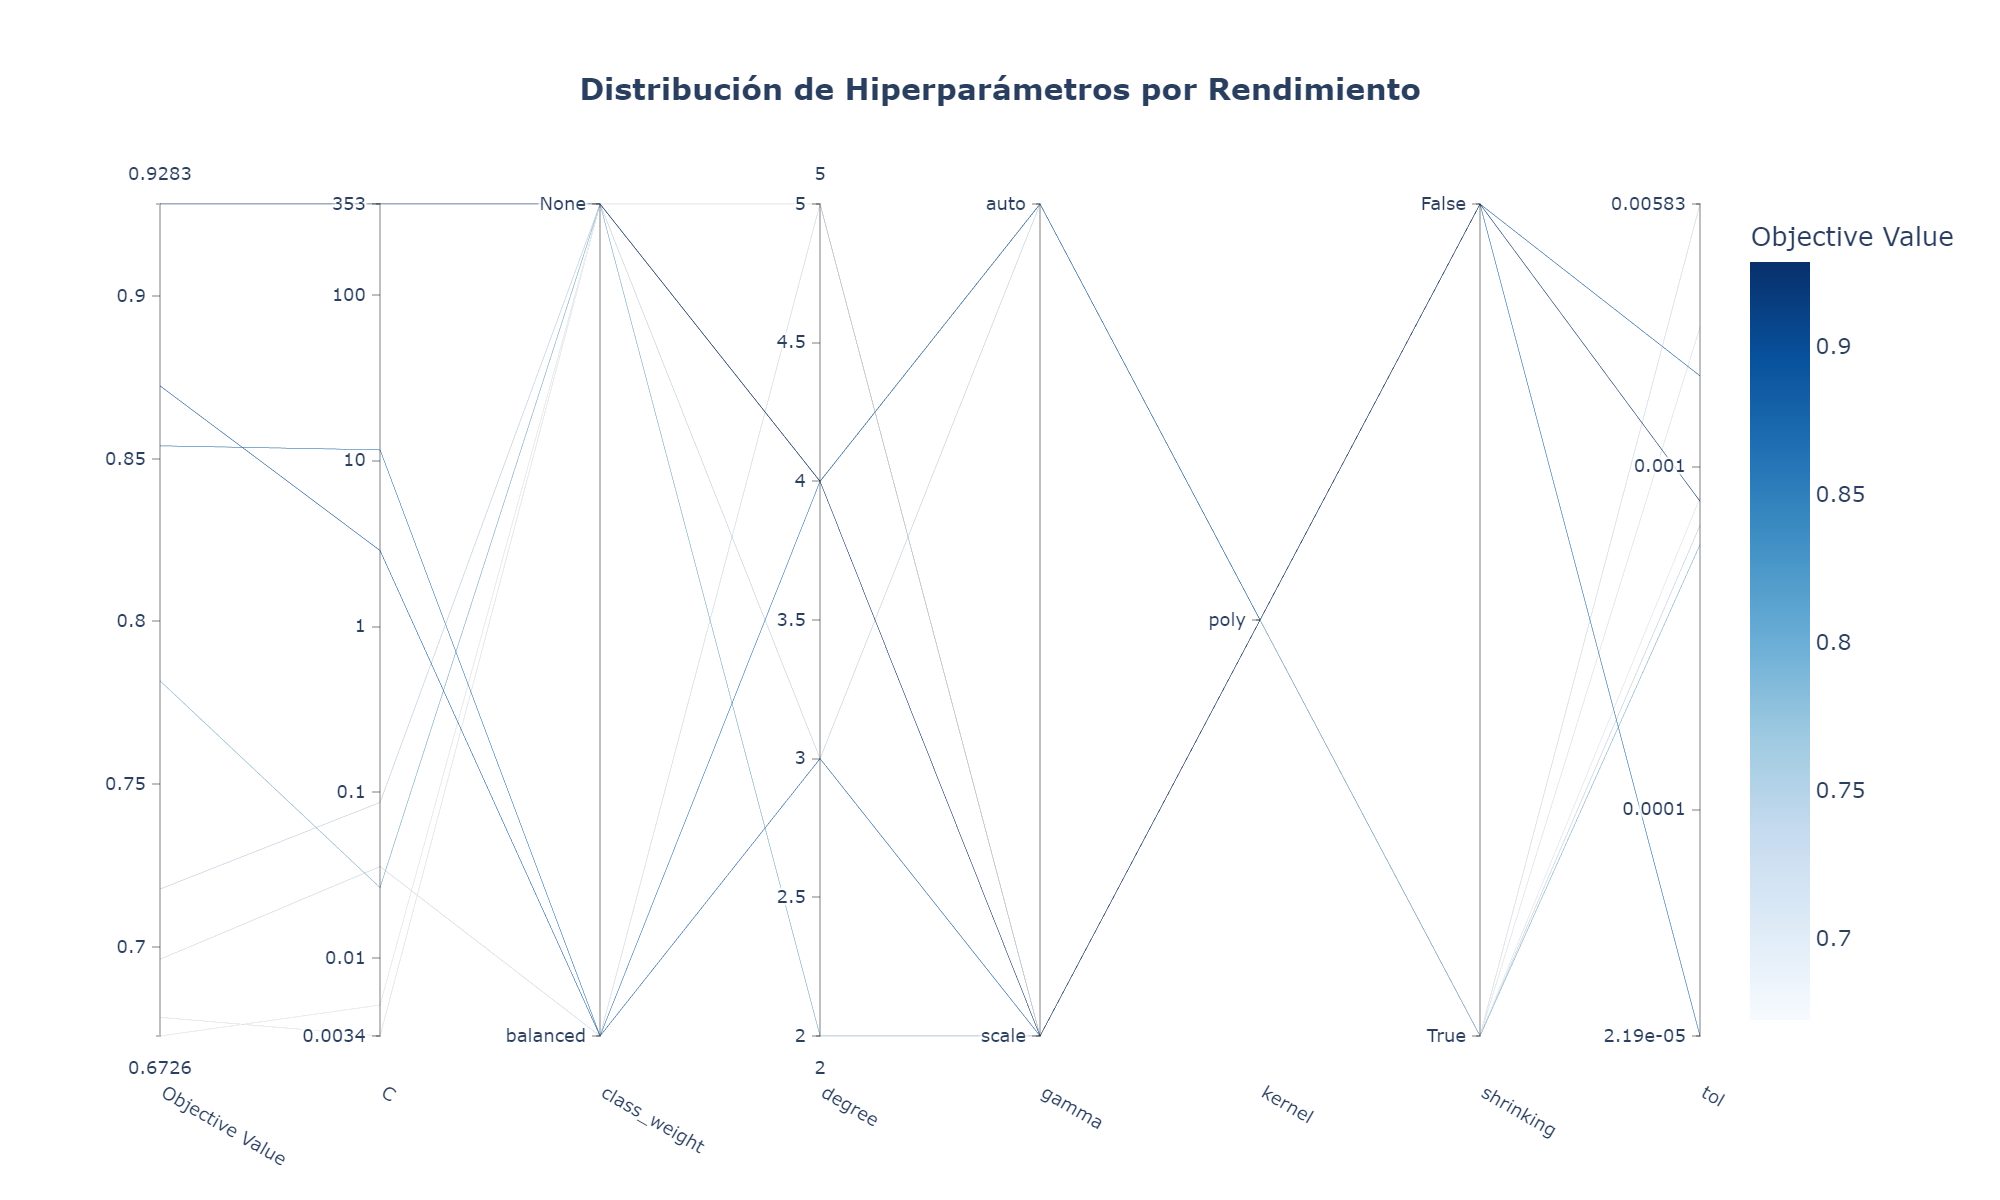 Distribución de Hiperparámetros por Rendimiento
0.9283
0.9
0.85
0.8
0.75
0.7
0.6726
Objective Value
353
100
10
1
0.1
0.01
0.0034
C
None
balanced
class_weight
5
5
4.5
4
3.5
3
2.5
2
2
degree
auto
scale
gamma
poly
kernel
False
True
shrinking
0.00583
0.001
0.0001
2.19e-05
tol
Objective Value
0.9
0.85
0.8
0.75
0.7